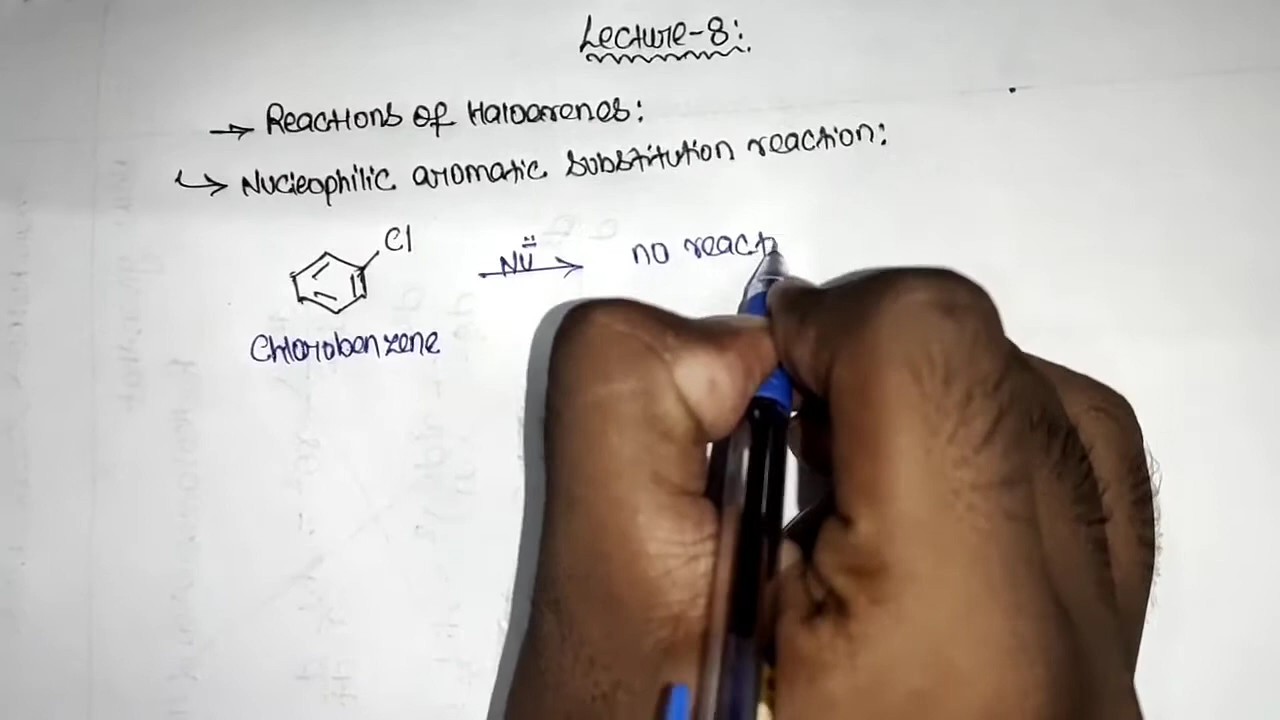 Lecture-8:
→ Reactions of Haloarenes:
↳ Nucleophilic aromatic substitution reaction:
Cl
Nu⁻ no react
Chlorobenzene